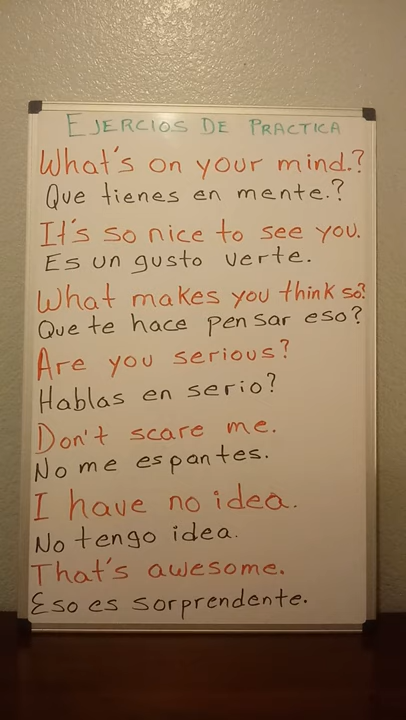 EJERCIOS DE PRACTICA
What's on your mind.?
Que tienes en mente.?
It's so nice to see you.
Es un gusto verte.
What makes you think so?
Que te hace pensar eso?
Are you serious?
Hablas en serio?
Don't scare me.
No me espantes.
I have no idea.
No tengo idea.
That's awesome.
Eso es sorprendente.